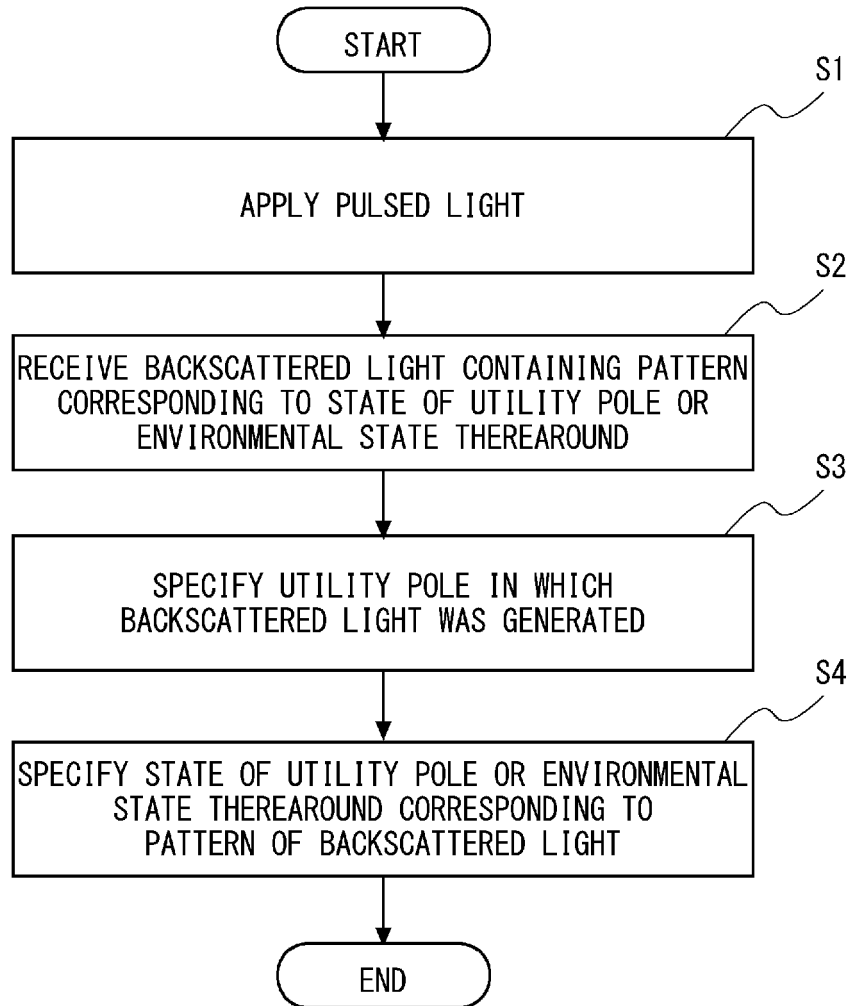 START
S1
APPLY PULSED LIGHT
S2
RECEIVE BACKSCATTERED LIGHT CONTAINING PATTERN
CORRESPONDING TO STATE OF UTILITY POLE OR
ENVIRONMENTAL STATE THEREAROUND
S3
SPECIFY UTILITY POLE IN WHICH
BACKSCATTERED LIGHT WAS GENERATED
S4
SPECIFY STATE OF UTILITY POLE OR ENVIRONMENTAL
STATE THEREAROUND CORRESPONDING TO
PATTERN OF BACKSCATTERED LIGHT
END